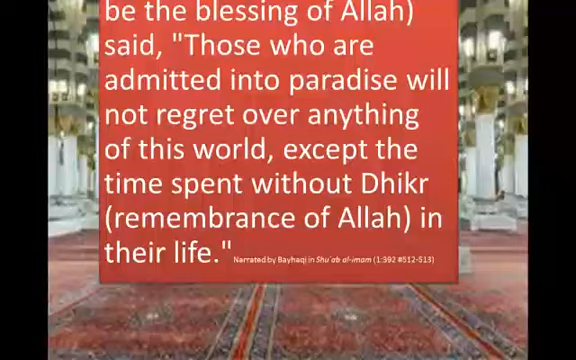 be the blessing of Allah)
said, "Those who are
admitted into paradise will
not regret over anything
of this world, except the
time spent without Dhikr
(remembrance of Allah) in
their life." Narrated by Bayhaqi in Shu`ab al-imam (1:392 #512-513)